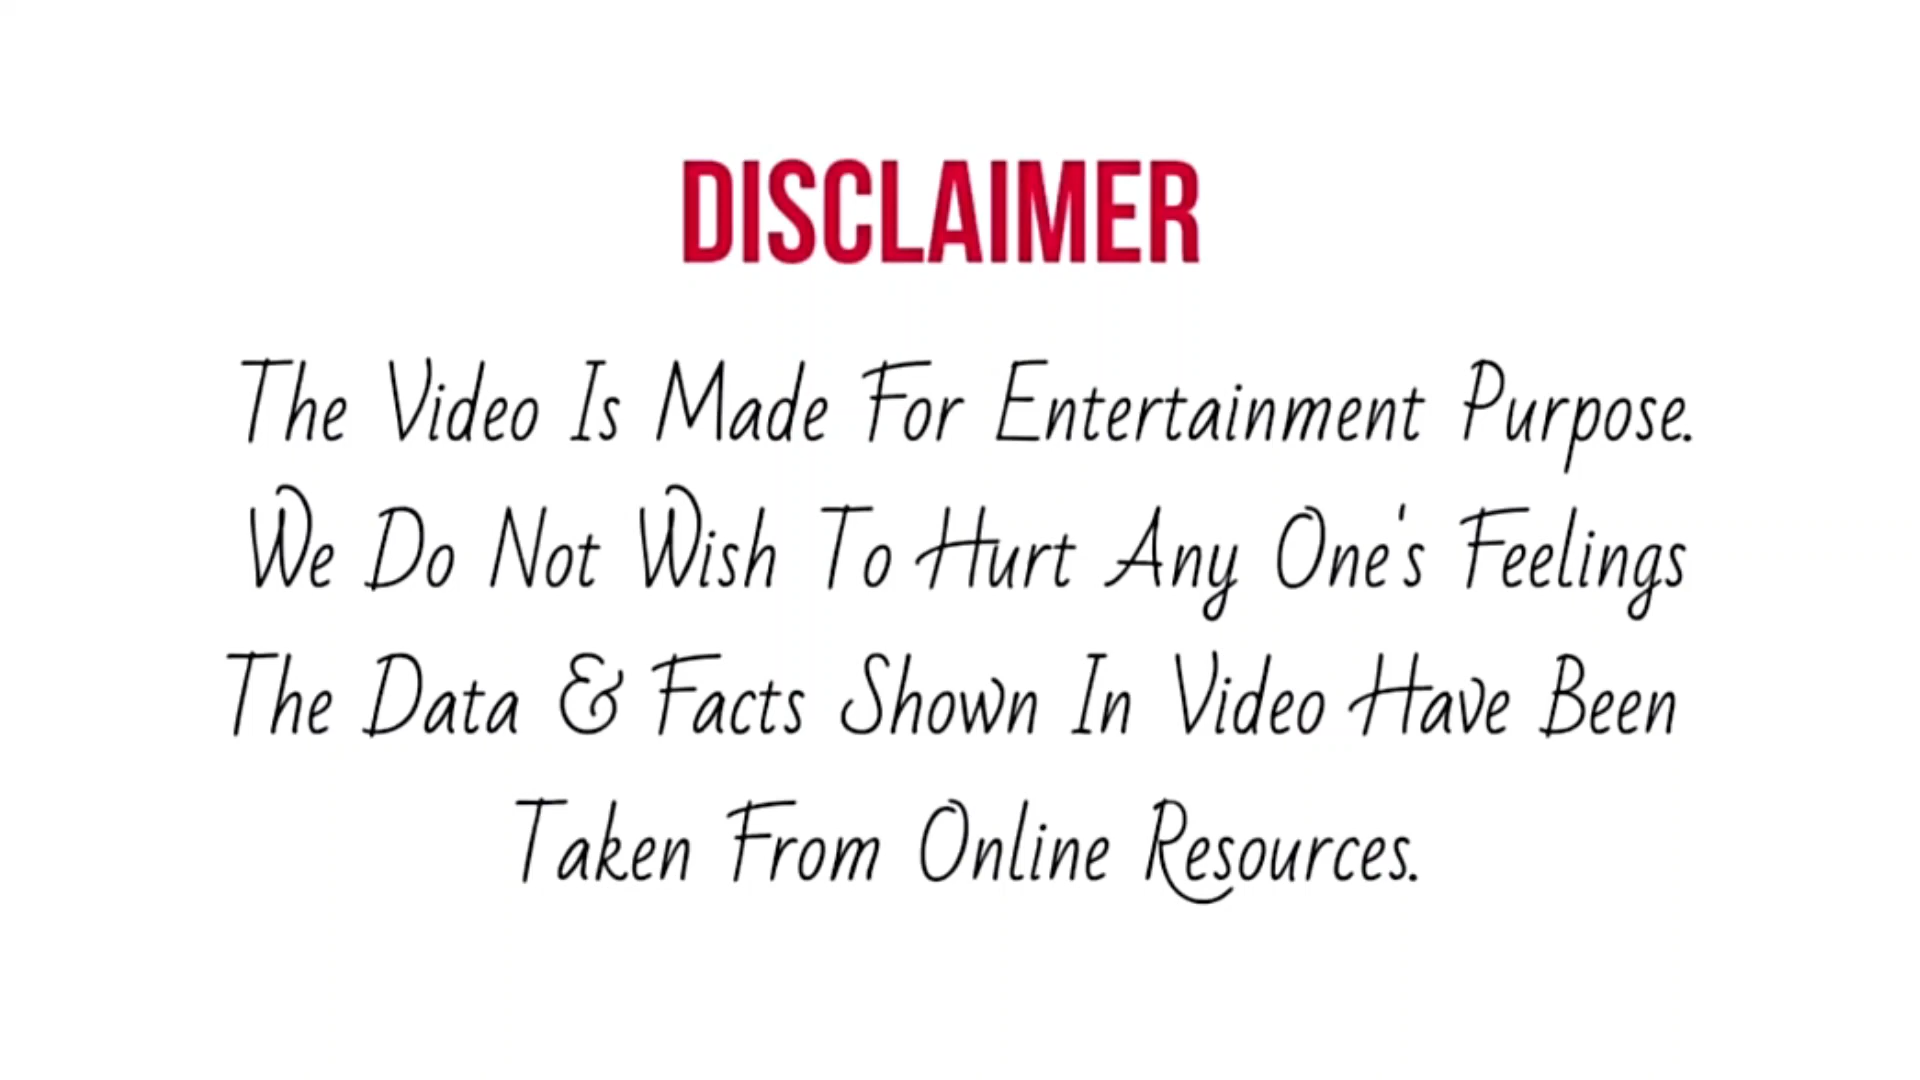 DISCLAIMER
The Video Is Made For Entertainment Purpose.
We Do Not Wish To Hurt Any One's Feelings
The Data & Facts Shown In Video Have Been
Taken From Online Resources.